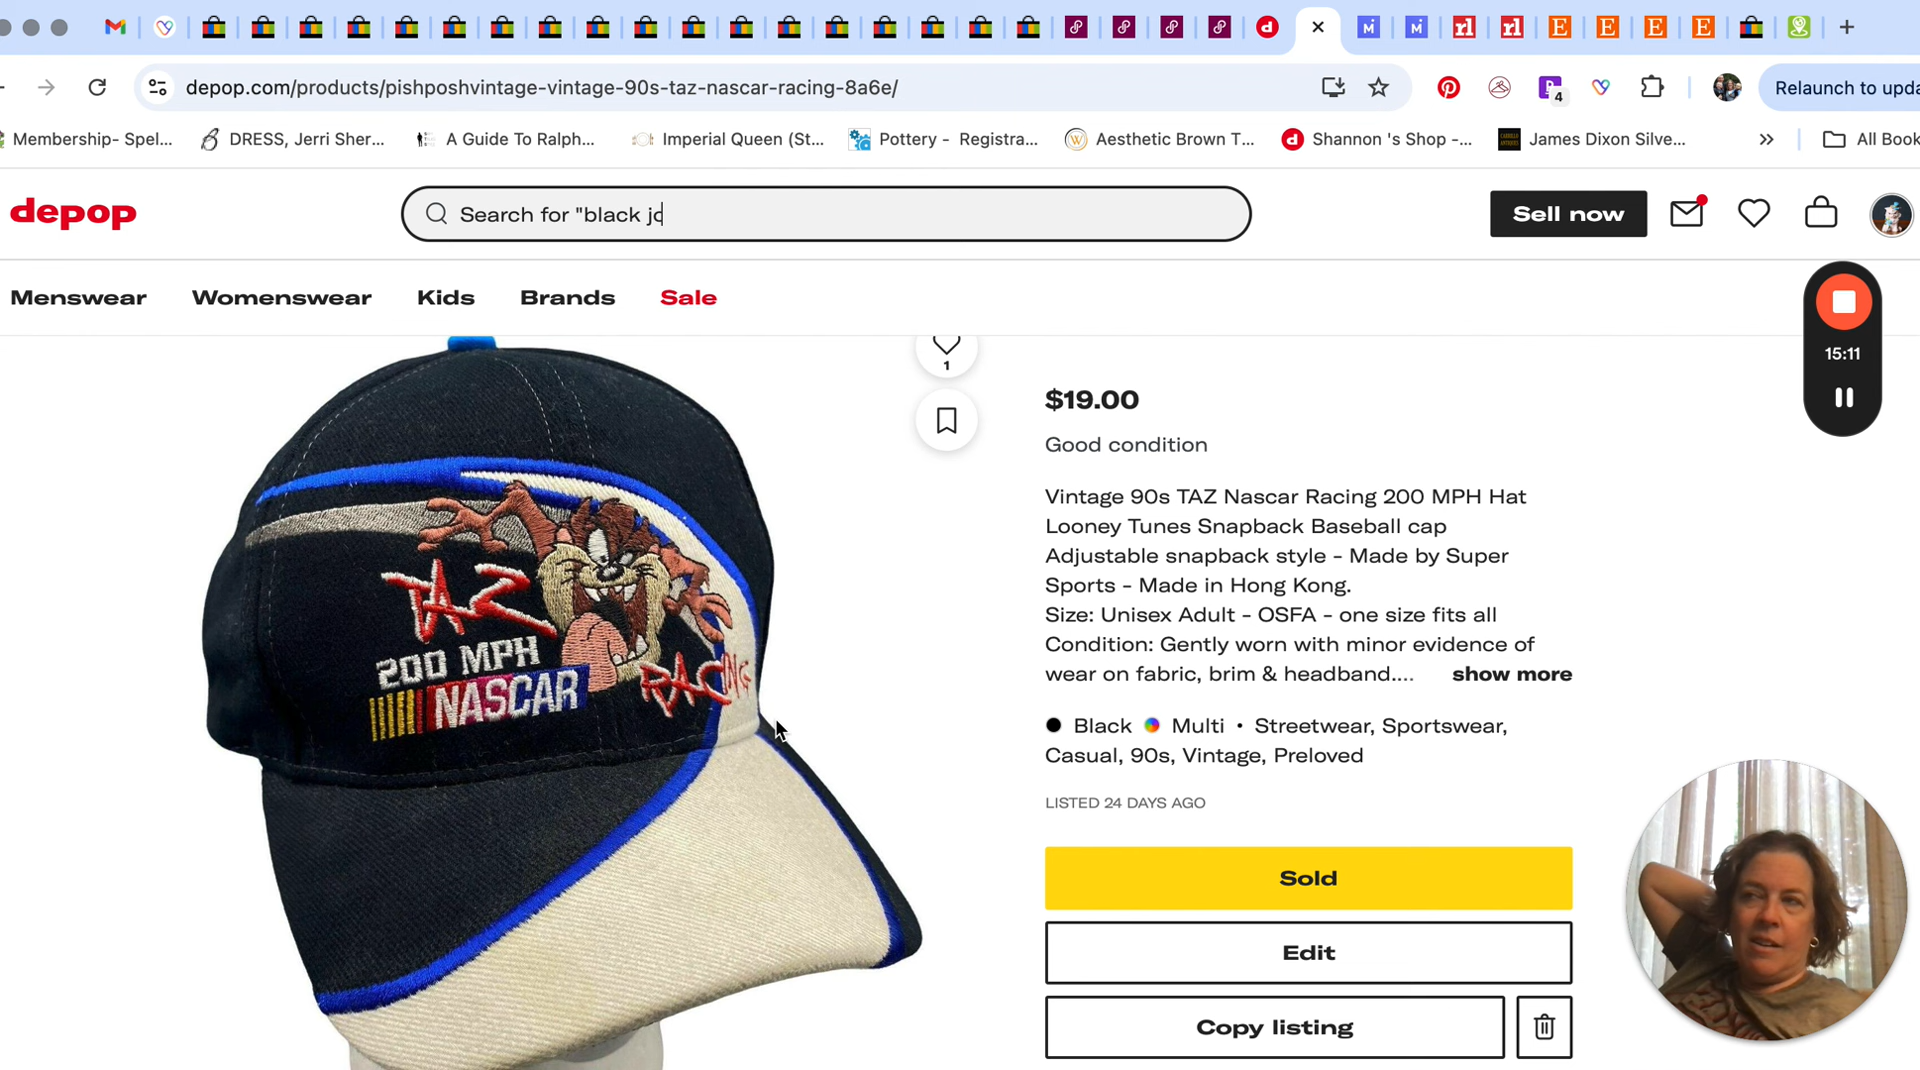 depop.com/products/pishposhvintage-vintage-90s-taz-nascar-racing-8a6e/
4
Relaunch to upda
Membership- Spel...
DRESS, Jerri Sher...
A Guide To Ralph...
Imperial Queen (St...
Pottery - Registra...
Aesthetic Brown T...
Shannon 's Shop -...
James Dixon Silve...
All Book
depop
Search for "black jo
Sell now
Menswear
Womenswear
Kids
Brands
Sale
15:11
1
$19.00
Good condition
Vintage 90s TAZ Nascar Racing 200 MPH Hat
Looney Tunes Snapback Baseball cap
Adjustable snapback style - Made by Super
Sports - Made in Hong Kong.
Size: Unisex Adult - OSFA - one size fits all
Condition: Gently worn with minor evidence of
wear on fabric, brim & headband.... show more
Black Multi • Streetwear, Sportswear,
Casual, 90s, Vintage, Preloved
LISTED 24 DAYS AGO
Sold
Edit
Copy listing
TAZ
200 MPH
NASCAR
RACING